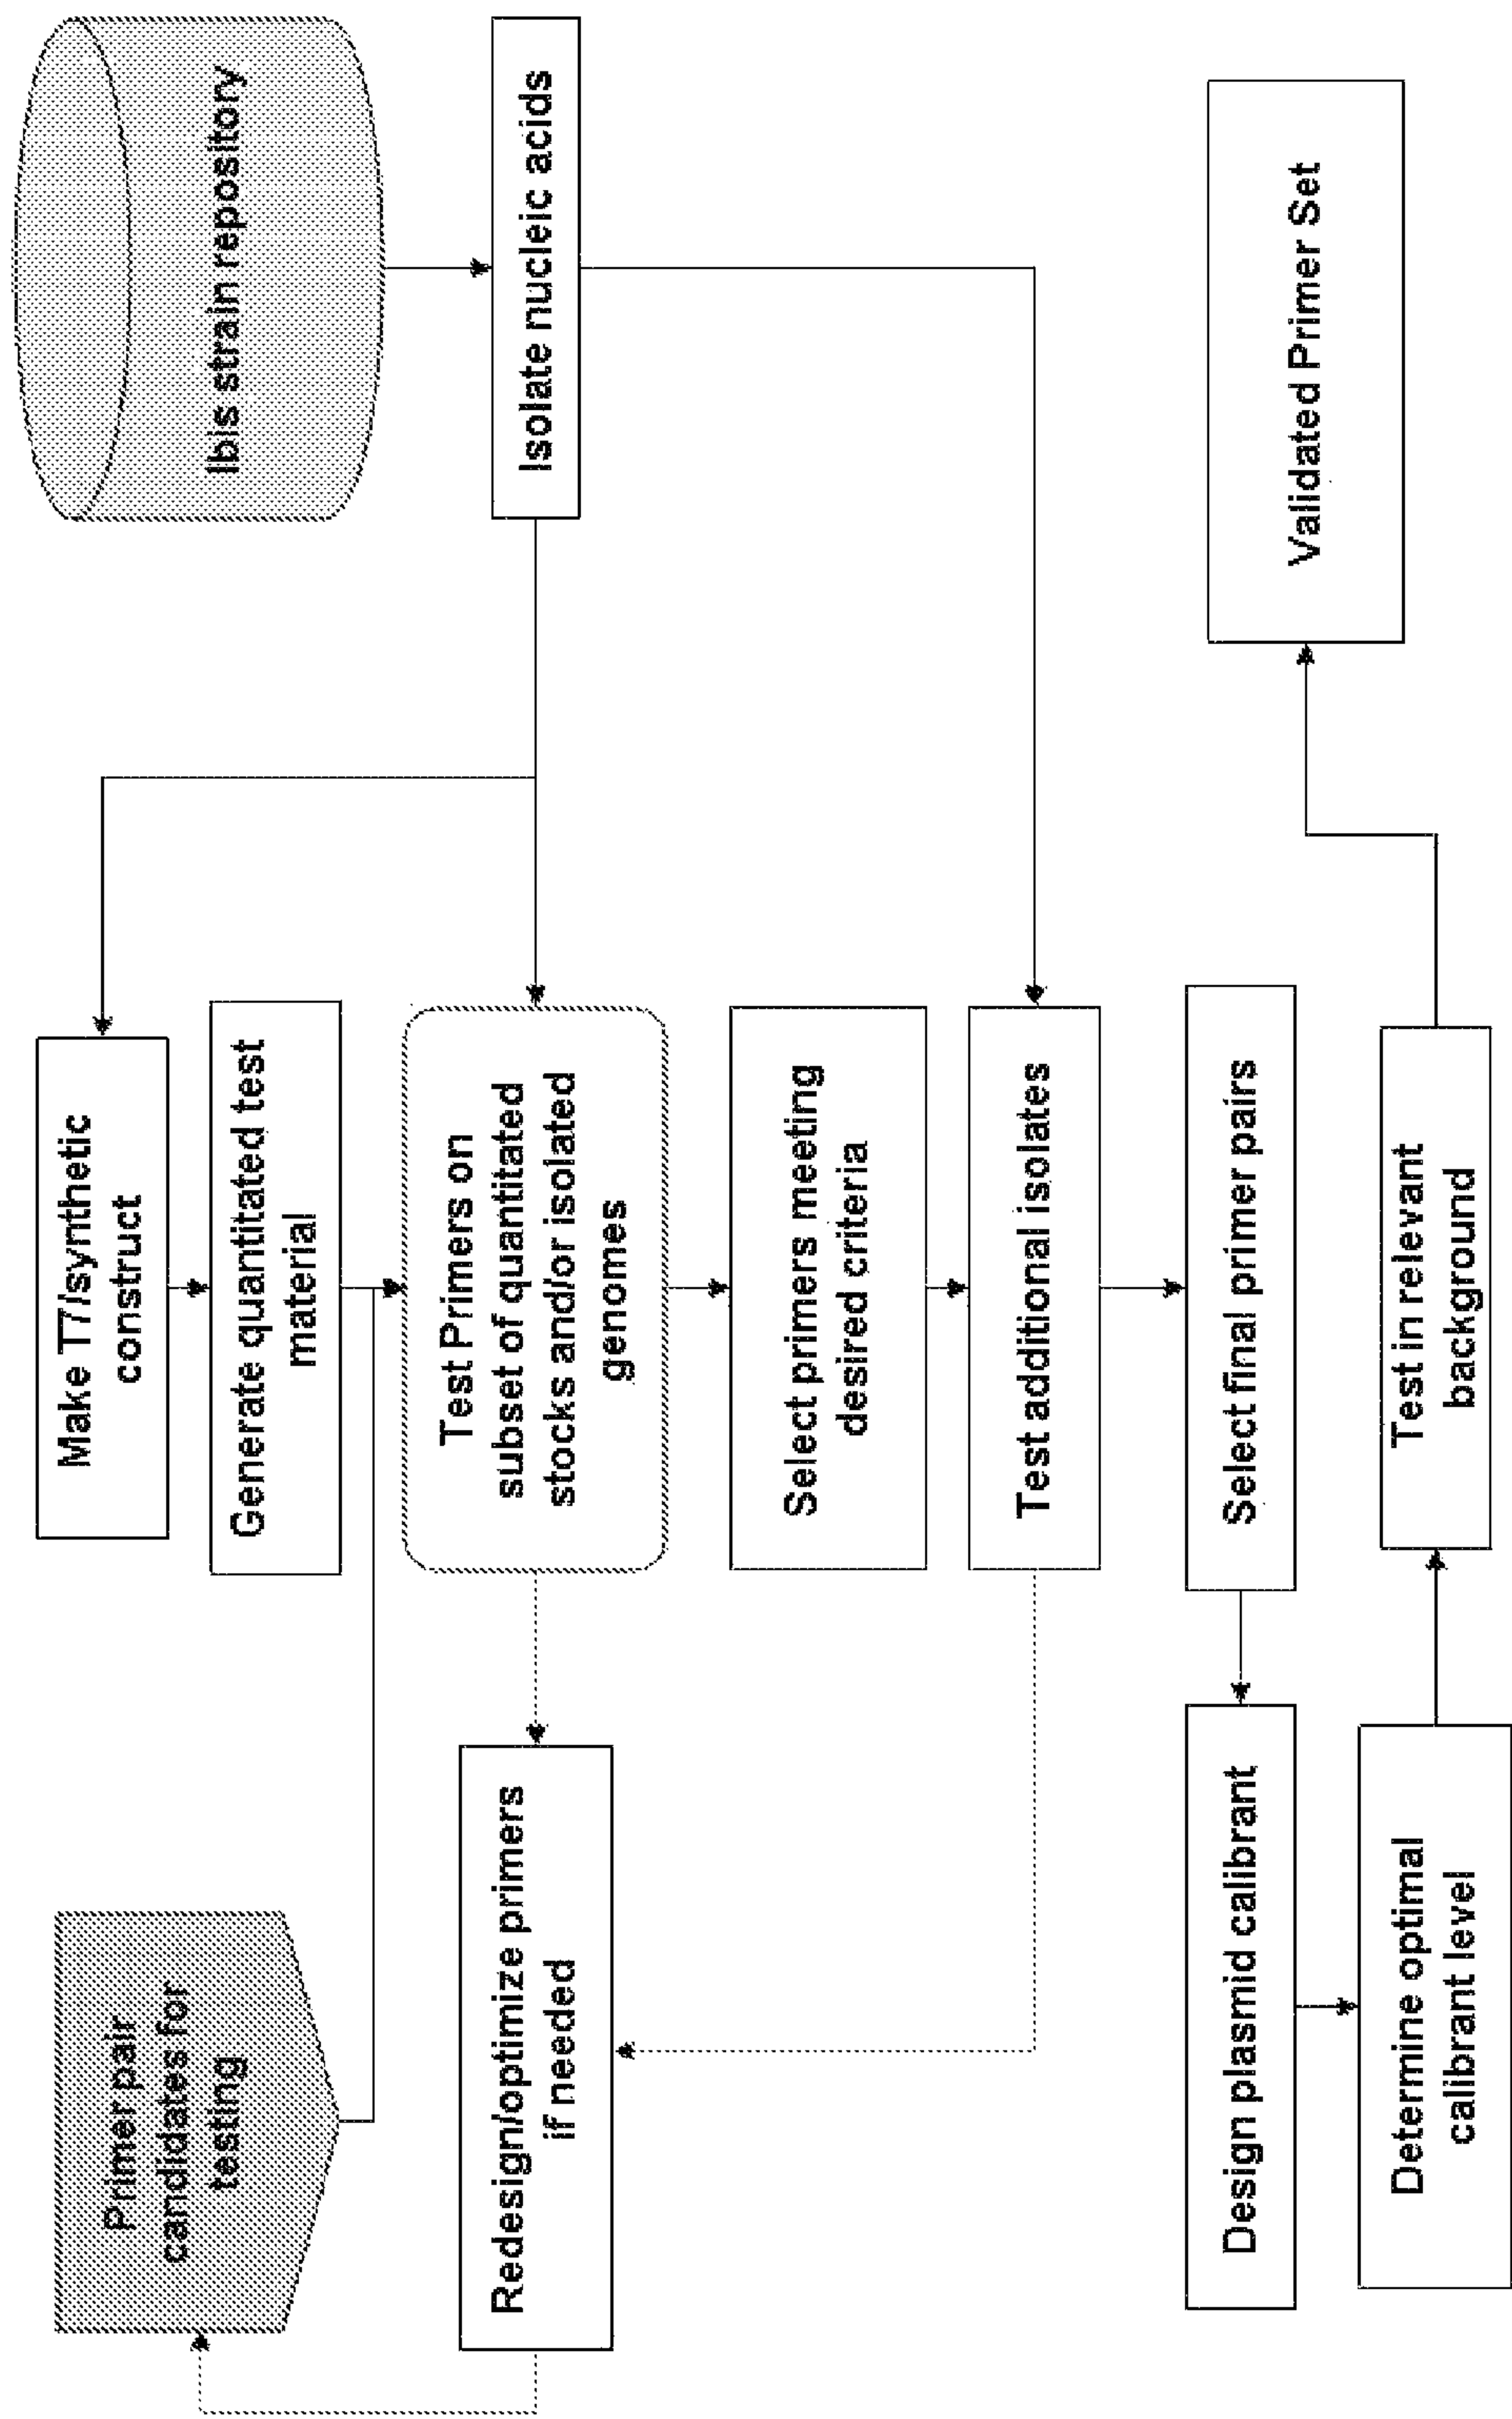 Primer pair
candidates for
testing
Make T7/synthetic
construct
Ibis strain repository
Generate quantitated test
material
Isolate nucleic acids
Test Primers on
subset of quantitated
stocks and/or isolated
genomes
Redesign/optimize primers
if needed
Select primers meeting
desired criteria
Test additional isolates
Select final primer pairs
Design plasmid calibrant
Determine optimal
calibrant level
Test in relevant
background
Validated Primer Set